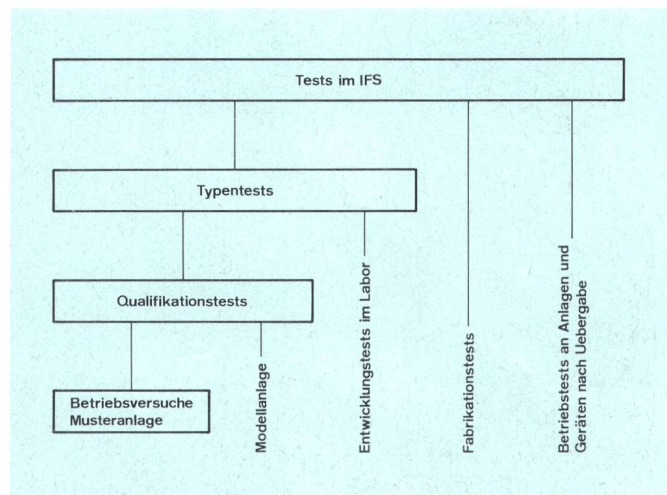 Tests im IFS
Typentests
Qualifikationstests
Betriebsversuche
Musteranlage
Modellanlage
Entwicklungstests im Labor
Fabrikationstests
Betriebstests an Anlagen und
Geräten nach Uebergabe